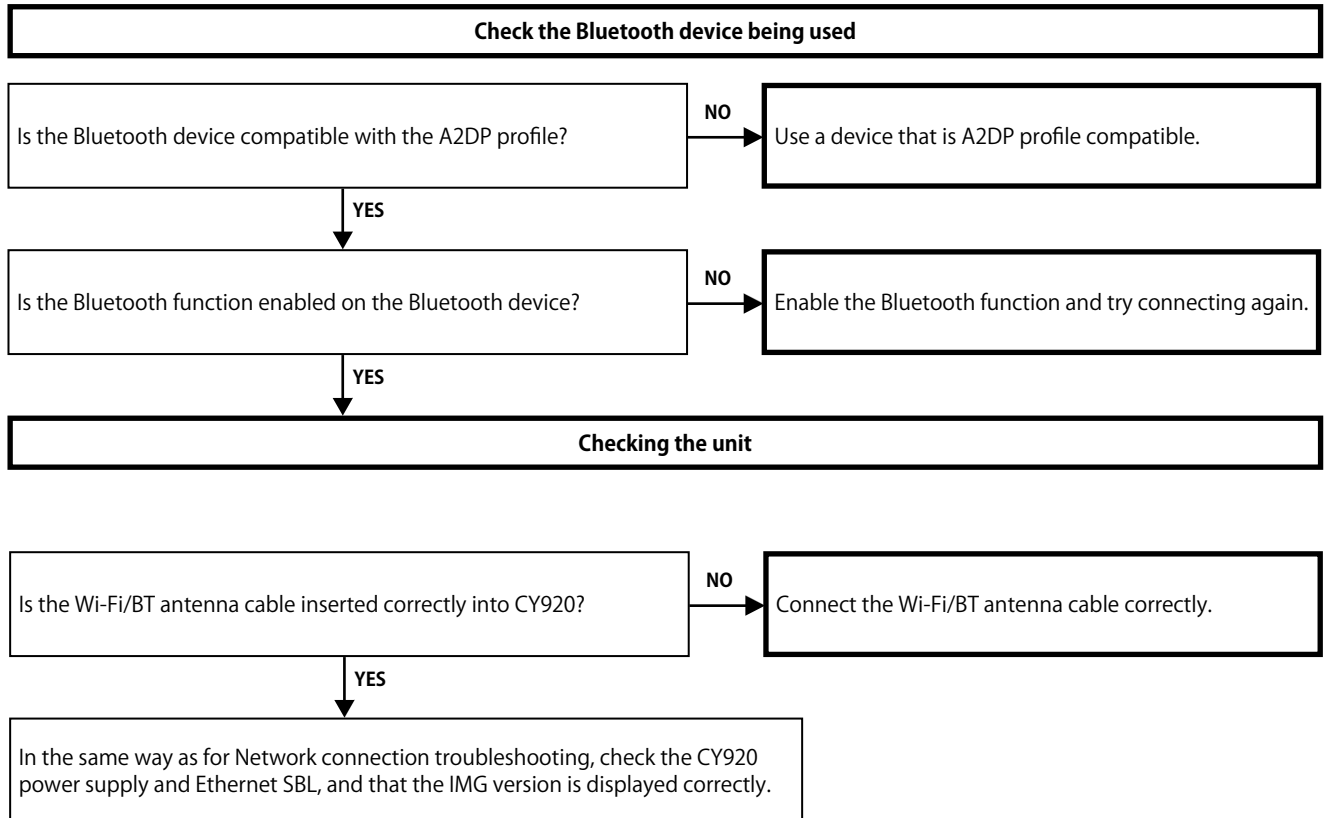 Check the Bluetooth device being used
Is the Bluetooth device compatible with the A2DP profile?
NO
Use a device that is A2DP profile compatible.
YES
Is the Bluetooth function enabled on the Bluetooth device?
NO
Enable the Bluetooth function and try connecting again.
YES
Checking the unit
Is the Wi-Fi/BT antenna cable inserted correctly into CY920?
NO
Connect the Wi-Fi/BT antenna cable correctly.
YES
In the same way as for Network connection troubleshooting, check the CY920
power supply and Ethernet SBL, and that the IMG version is displayed correctly.